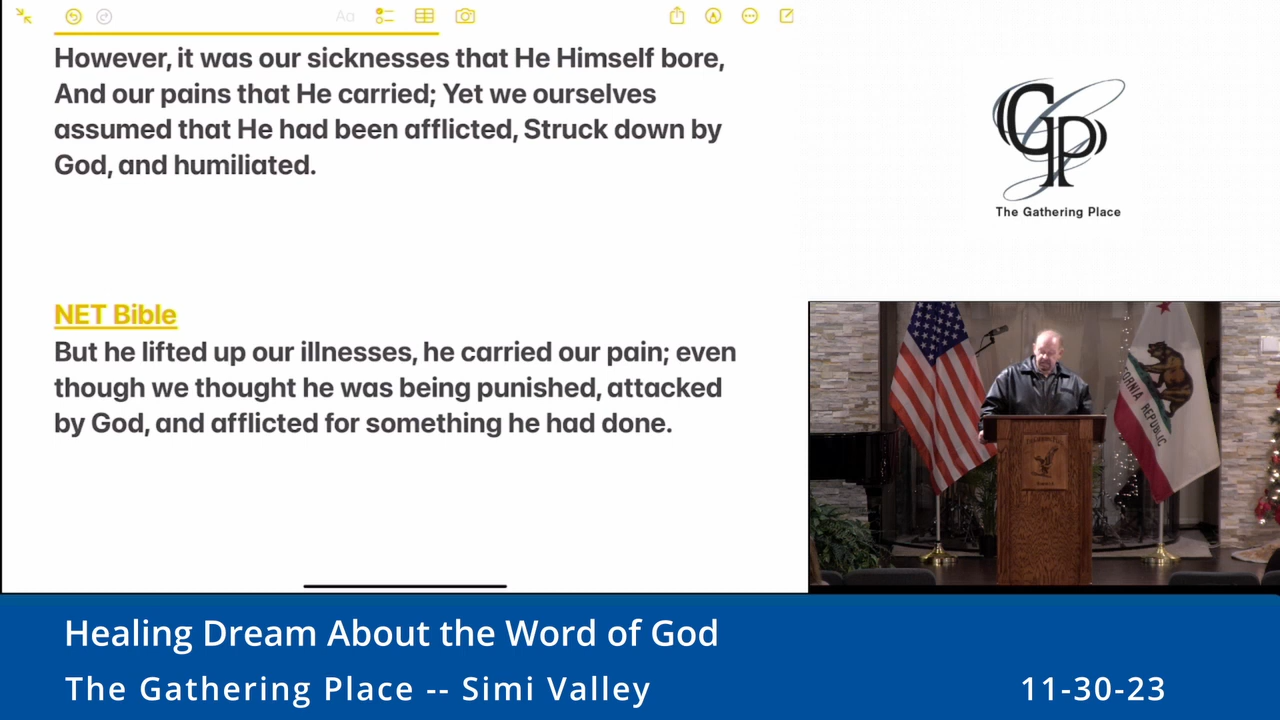 Aa
However, it was our sicknesses that He Himself bore,
And our pains that He carried; Yet we ourselves
assumed that He had been afflicted, Struck down by
God, and humiliated.
NET Bible
But he lifted up our illnesses, he carried our pain; even
though we thought he was being punished, attacked
by God, and afflicted for something he had done.
GP
The Gathering Place
REPUBLIC
Healing Dream About the Word of God
The Gathering Place -- Simi Valley
11-30-23